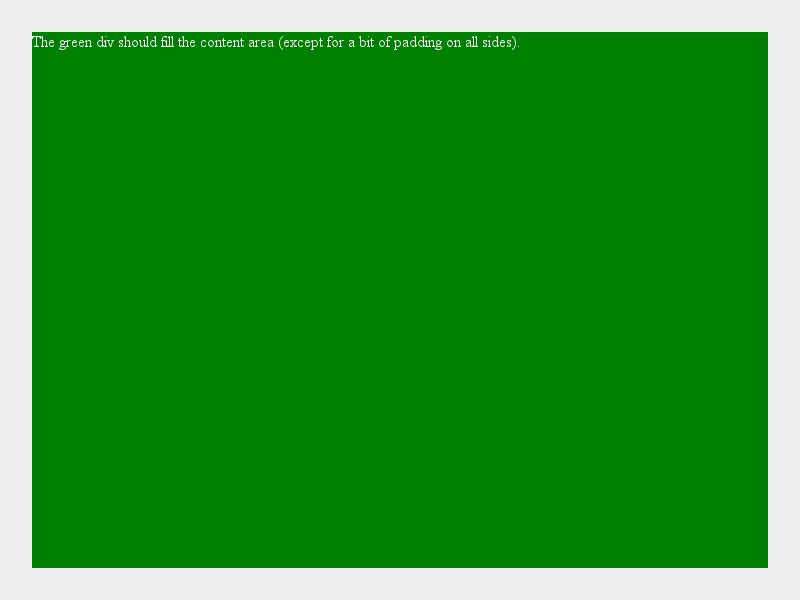 The green div should fill the content area (except for a bit of padding on all sides).